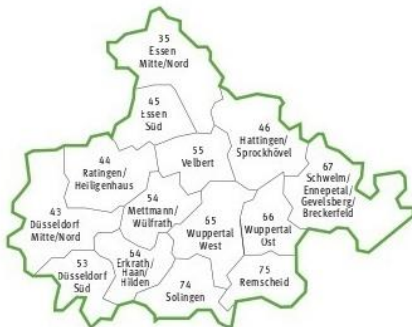 35
Essen
Mitte/Nord
45
Essen
Süd
46
Hattingen/
Sprockhövel
55
Velbert
44
Ratingen/
Heiligenhaus
67
Schwelm/
Ennepetal/
Gevelsberg/
Breckerfeld
54
Mettmann/
Wülfrath
43
Düsseldorf
Mitte/Nord
65
Wuppertal
West
66
Wuppertal
Ost
64
Erkrath/
Haan/
Hilden
53
Düsseldorf
Süd
74
Solingen
75
Remscheid